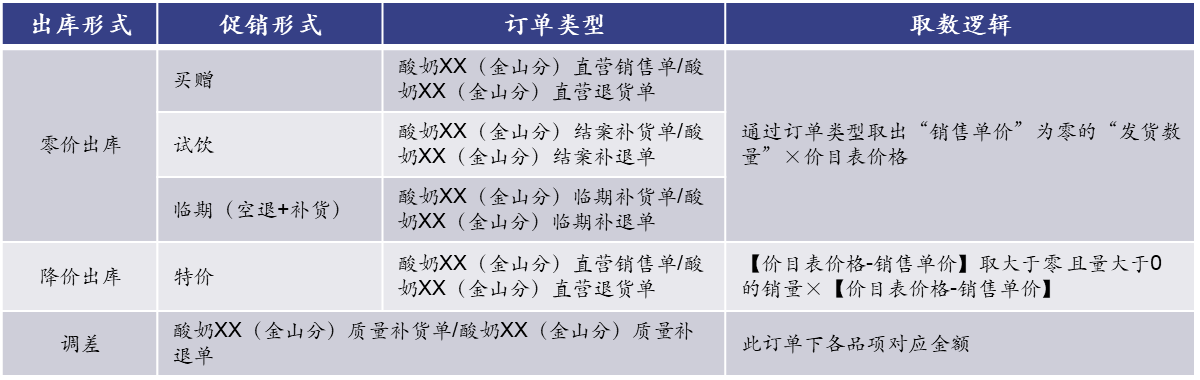 出库形式
促销形式
订单类型
取数逻辑
零价出库
买赠
酸奶XX（金山分）直营销售单/酸
奶XX（金山分）直营退货单
通过订单类型取出“销售单价”为零的“发货数
量”×价目表价格
试饮
酸奶XX（金山分）结案补货单/酸
奶XX（金山分）结案补退单
临期（空退+补货）
酸奶XX（金山分）临期补货单/酸
奶XX（金山分）临期补退单
降价出库
特价
酸奶XX（金山分）直营销售单/酸
奶XX（金山分）直营退货单
【价目表价格-销售单价】取大于零 且量大于0
的销量×【价目表价格-销售单价】
调差
酸奶XX（金山分）质量补货单/酸奶XX（金山分）质量补
退单
此订单下各品项对应金额